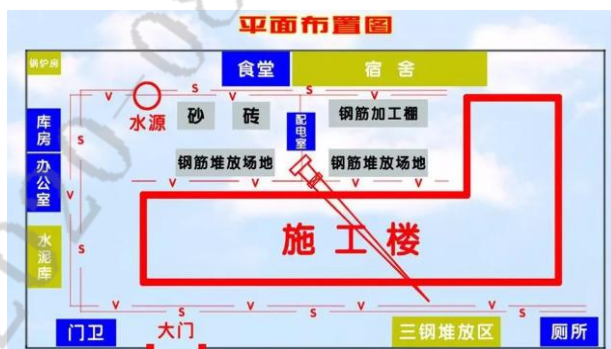 平面布置图
锅炉房
食堂
宿舍
V
S
V
S
水源
砂
砖
配电室
钢筋加工棚
库房
S
办公室
钢筋堆放场地
钢筋堆放场地
V
V
V
V
V
V
水泥库
S
施工楼
V
S
V
S
V
S
V
S
门卫
大门
三钢堆放区
厕所
2020-08